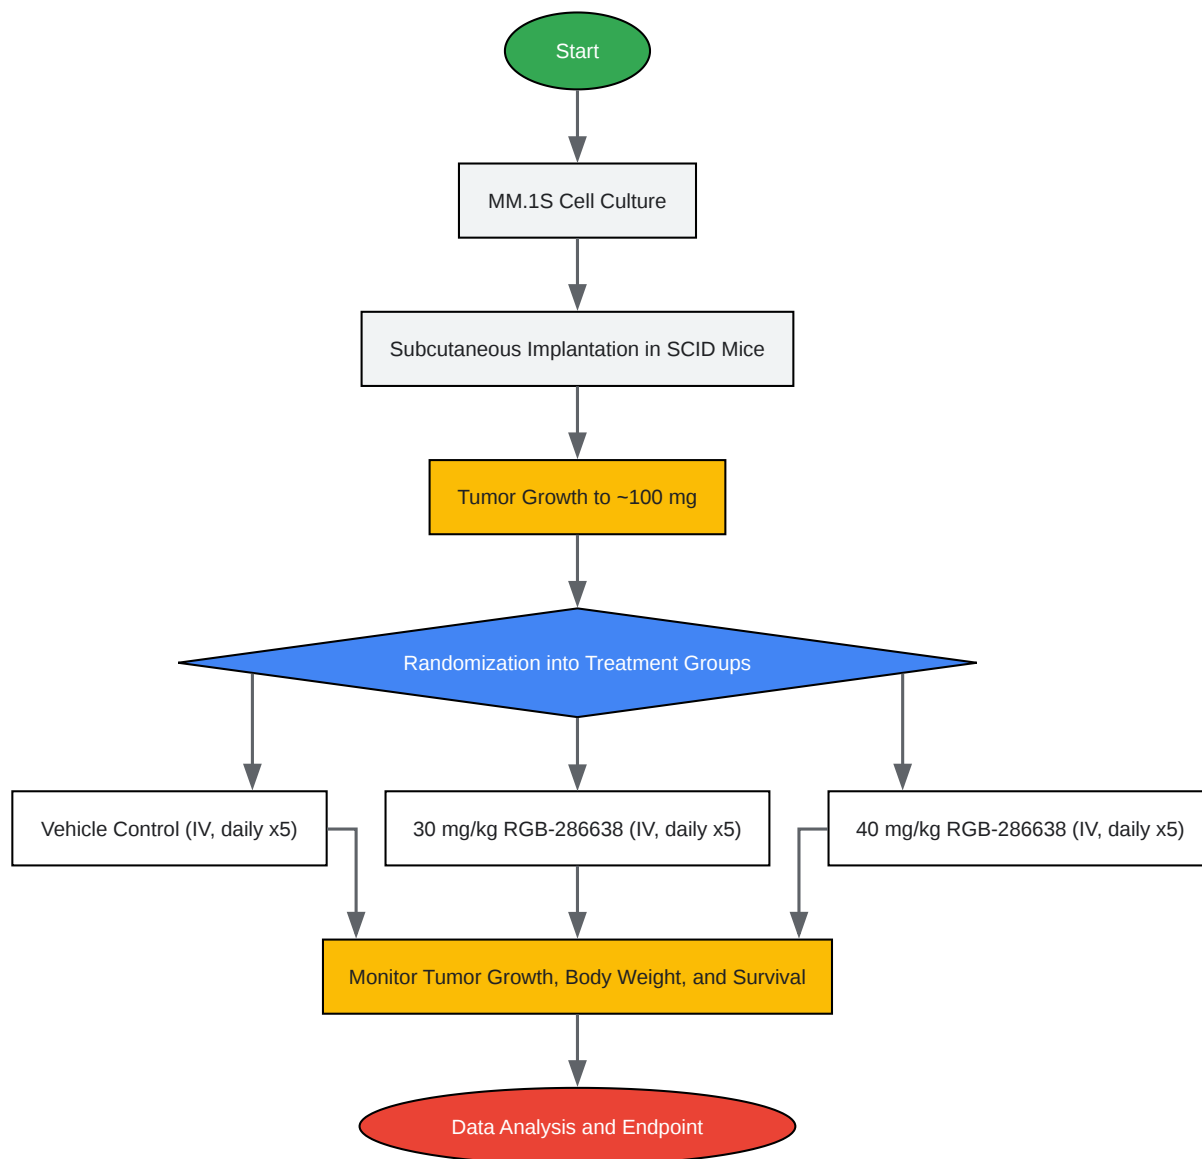 Start
MM.1S Cell Culture
Subcutaneous Implantation in SCID Mice
Tumor Growth to ~100 mg
Randomization into Treatment Groups
Vehicle Control (IV, daily x5)
30 mg/kg RGB-286638 (IV, daily x5)
40 mg/kg RGB-286638 (IV, daily x5)
Monitor Tumor Growth, Body Weight, and Survival
Data Analysis and Endpoint